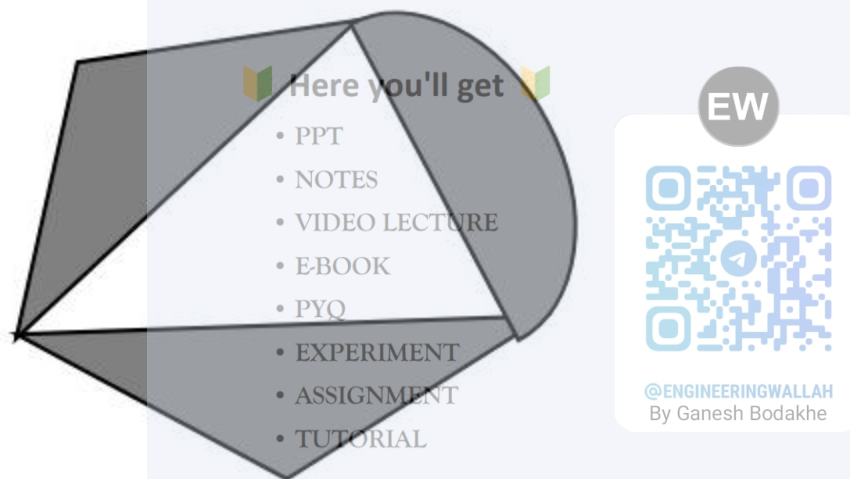 Here you'll get
• PPT
• NOTES
• VIDEO LECTURE
• E-BOOK
• PYQ
• EXPERIMENT
• ASSIGNMENT
• TUTORIAL
EW
@ENGINEERINGWALLAH
By Ganesh Bodakhe